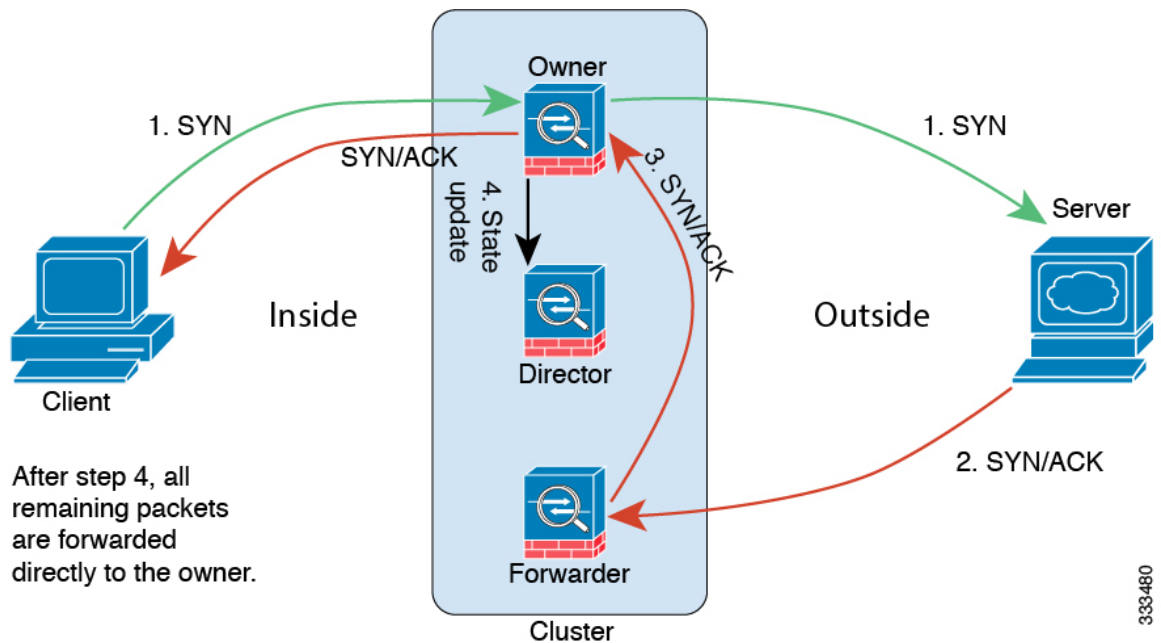 Owner
1. SYN
1. SYN
SYN/ACK
3. SYN/ACK
4. State
update
Server
Inside
Outside
Director
Client
2. SYN/ACK
After step 4, all
remaining packets
are forwarded
directly to the owner.
Forwarder
Cluster
333480